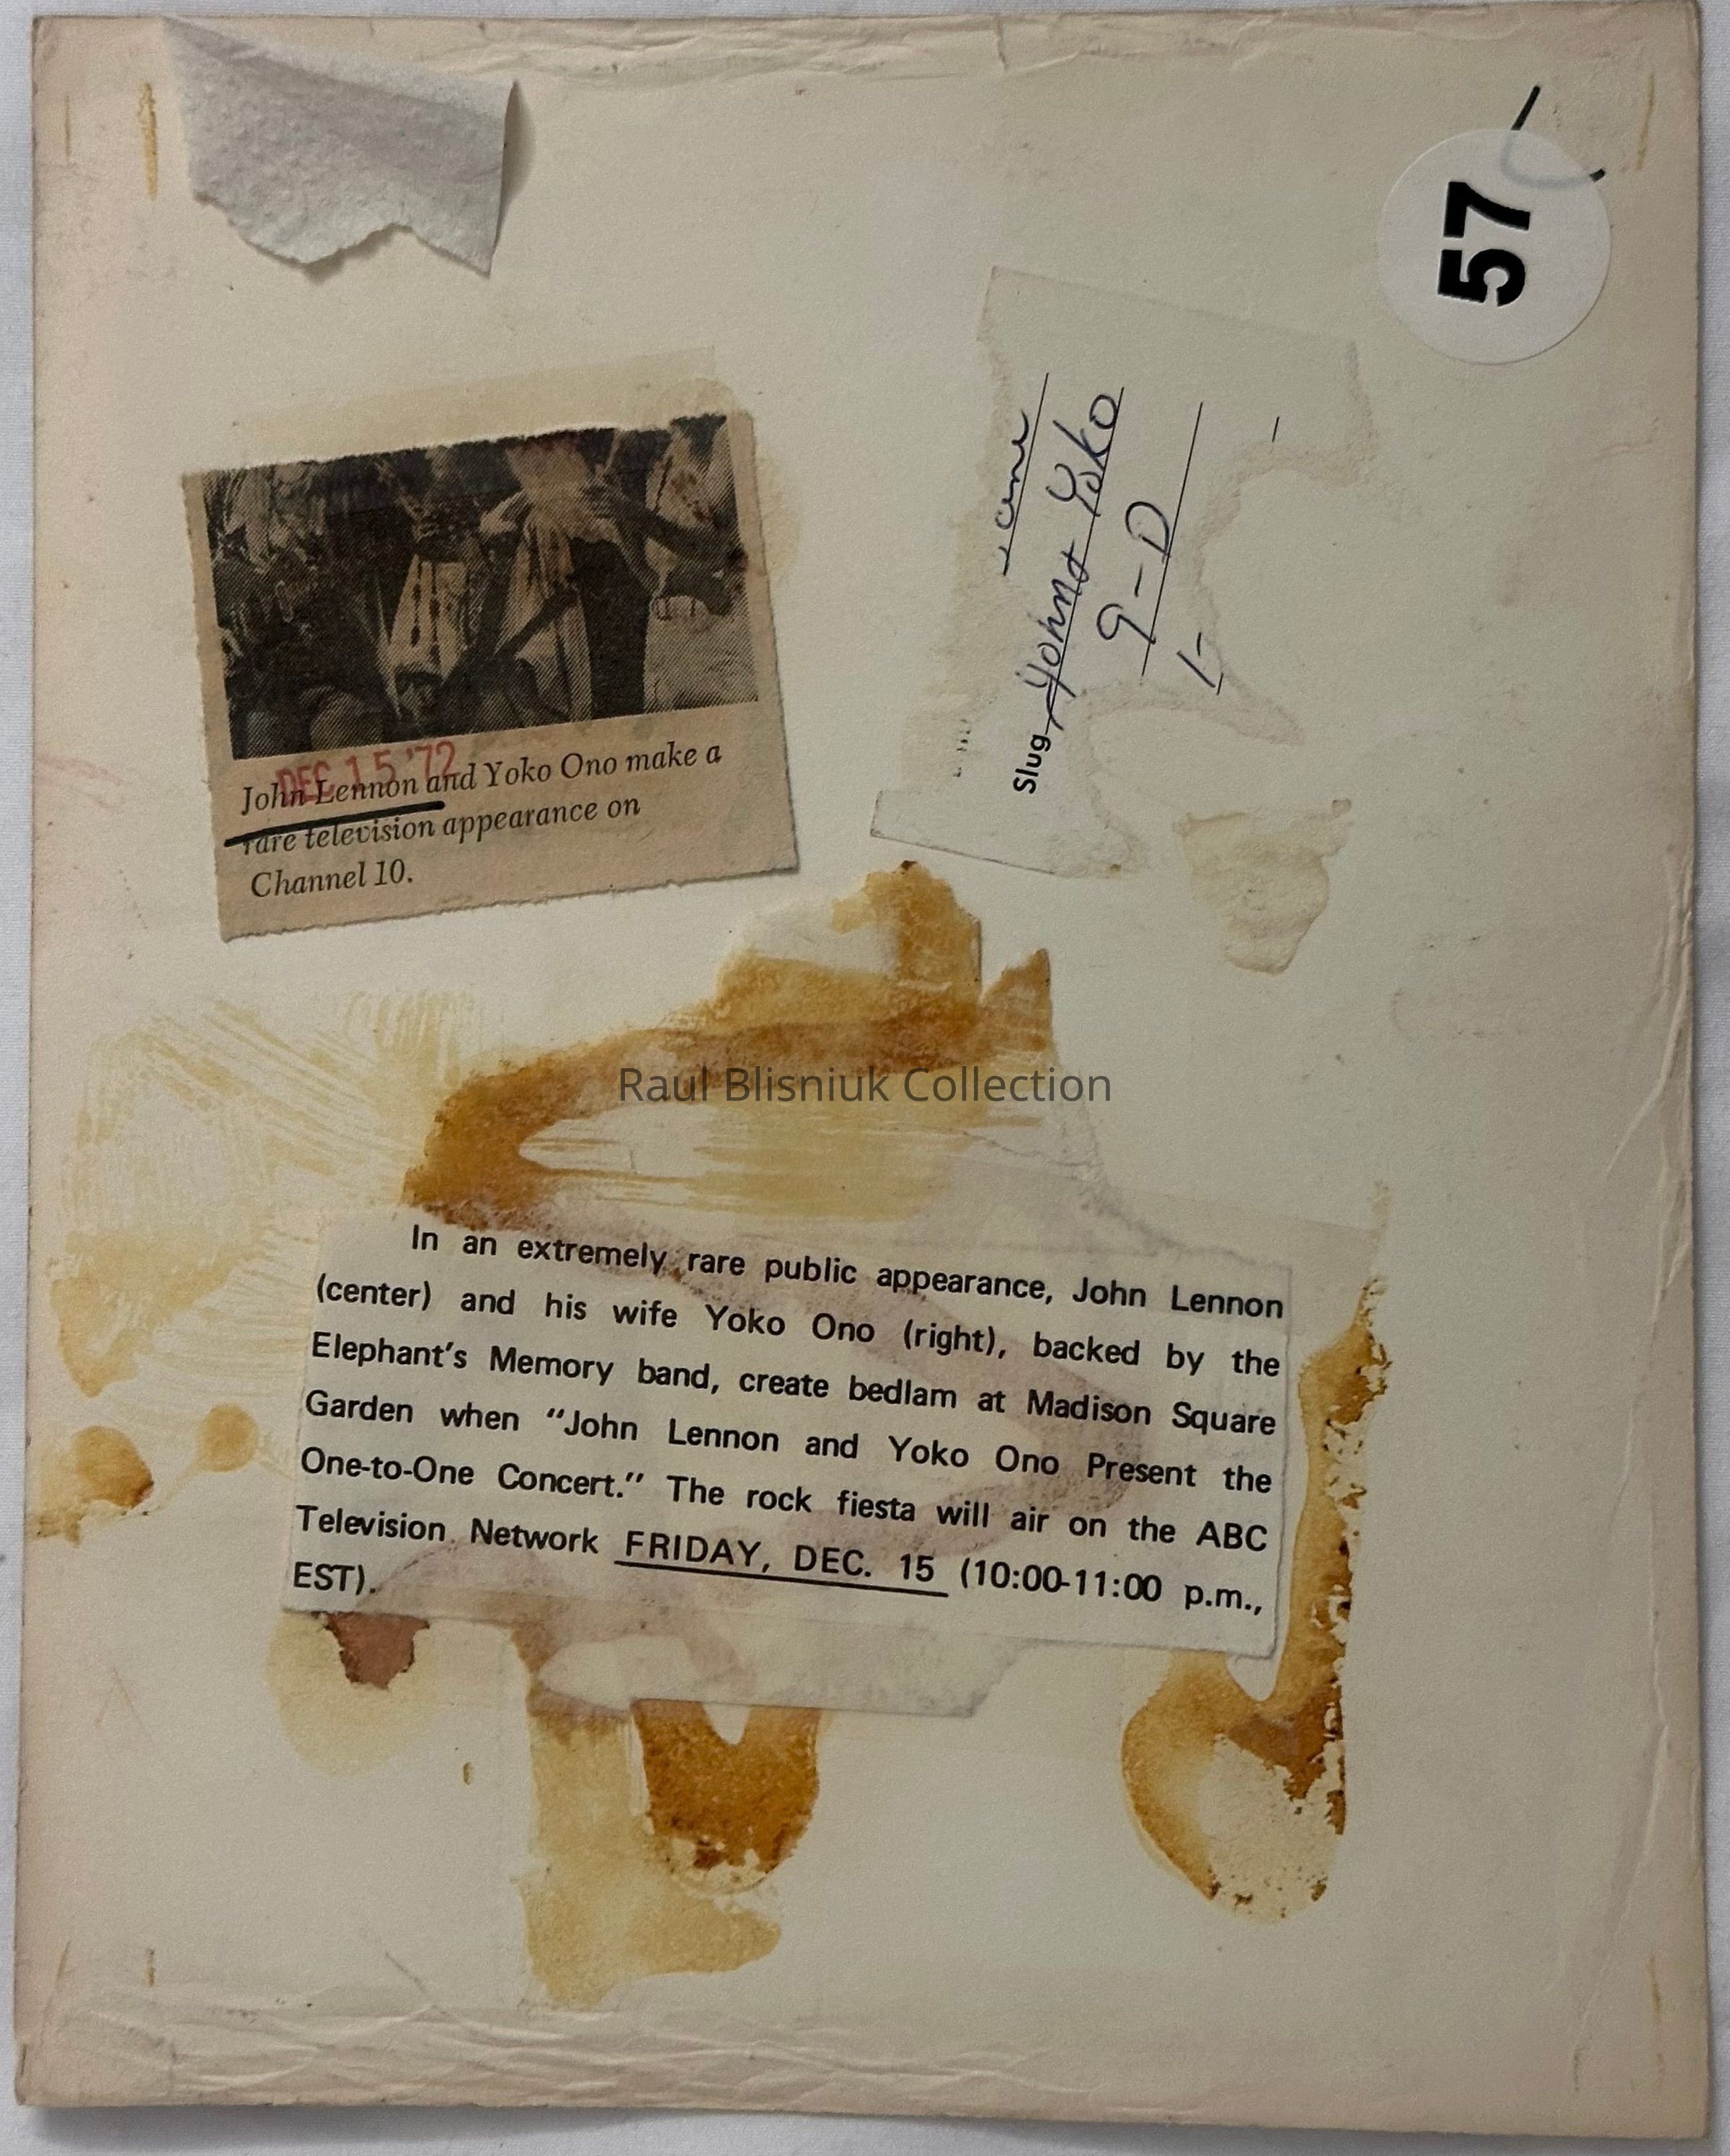 57
Slug John & Yoko
9-D
1-
DEC 15 '72
John Lennon and Yoko Ono make a
rare television appearance on
Channel 10.
Raul Blisniuk Collection
In an extremely rare public appearance, John Lennon
(center) and his wife Yoko Ono (right), backed by the
Elephant's Memory band, create bedlam at Madison Square
Garden when “John Lennon and Yoko Ono Present the
One-to-One Concert.” The rock fiesta will air on the ABC
Television Network FRIDAY, DEC. 15 (10:00-11:00 p.m.,
EST).